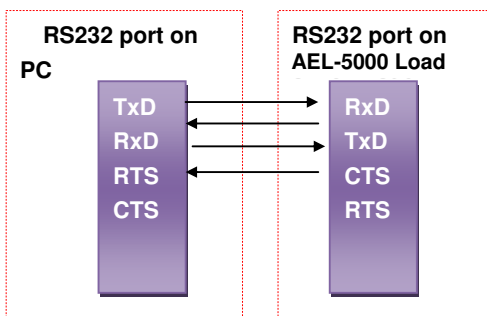 RS232 port on
PC
TxD
RxD
RTS
CTS
RS232 port on
AEL-5000 Load
RxD
TxD
CTS
RTS